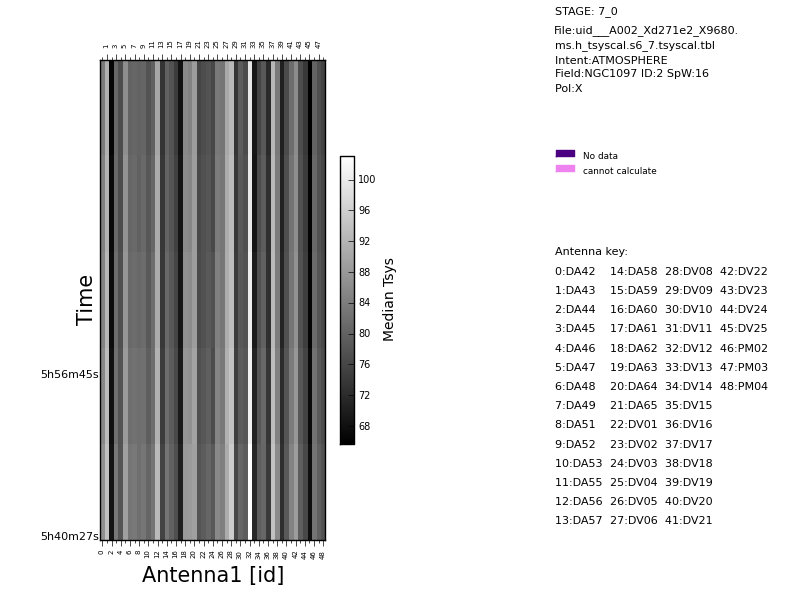 STAGE: 7_0
File:uid___A002_Xd271e2_X9680.
ms.h_tsyscal.s6_7.tsyscal.tbl
Intent:ATMOSPHERE
Field:NGC1097 ID:2 SpW:16
Pol:X
1 3 5 7 9 11 13 15 17 19 21 23 25 27 29 31 33 35 37 39 41 43 45 47
No data
cannot calculate
100
96
92
88
84
80
76
72
68
Median Tsys
Time
5h56m45s
5h40m27s
0 2 4 6 8 10 12 14 16 18 20 22 24 26 28 30 32 34 36 38 40 42 44 46 48
Antenna1 [id]
Antenna key:
0:DA42 14:DA58 28:DV08 42:DV22
1:DA43 15:DA59 29:DV09 43:DV23
2:DA44 16:DA60 30:DV10 44:DV24
3:DA45 17:DA61 31:DV11 45:DV25
4:DA46 18:DA62 32:DV12 46:PM02
5:DA47 19:DA63 33:DV13 47:PM03
6:DA48 20:DA64 34:DV14 48:PM04
7:DA49 21:DA65 35:DV15
8:DA51 22:DV01 36:DV16
9:DA52 23:DV02 37:DV17
10:DA53 24:DV03 38:DV18
11:DA55 25:DV04 39:DV19
12:DA56 26:DV05 40:DV20
13:DA57 27:DV06 41:DV21